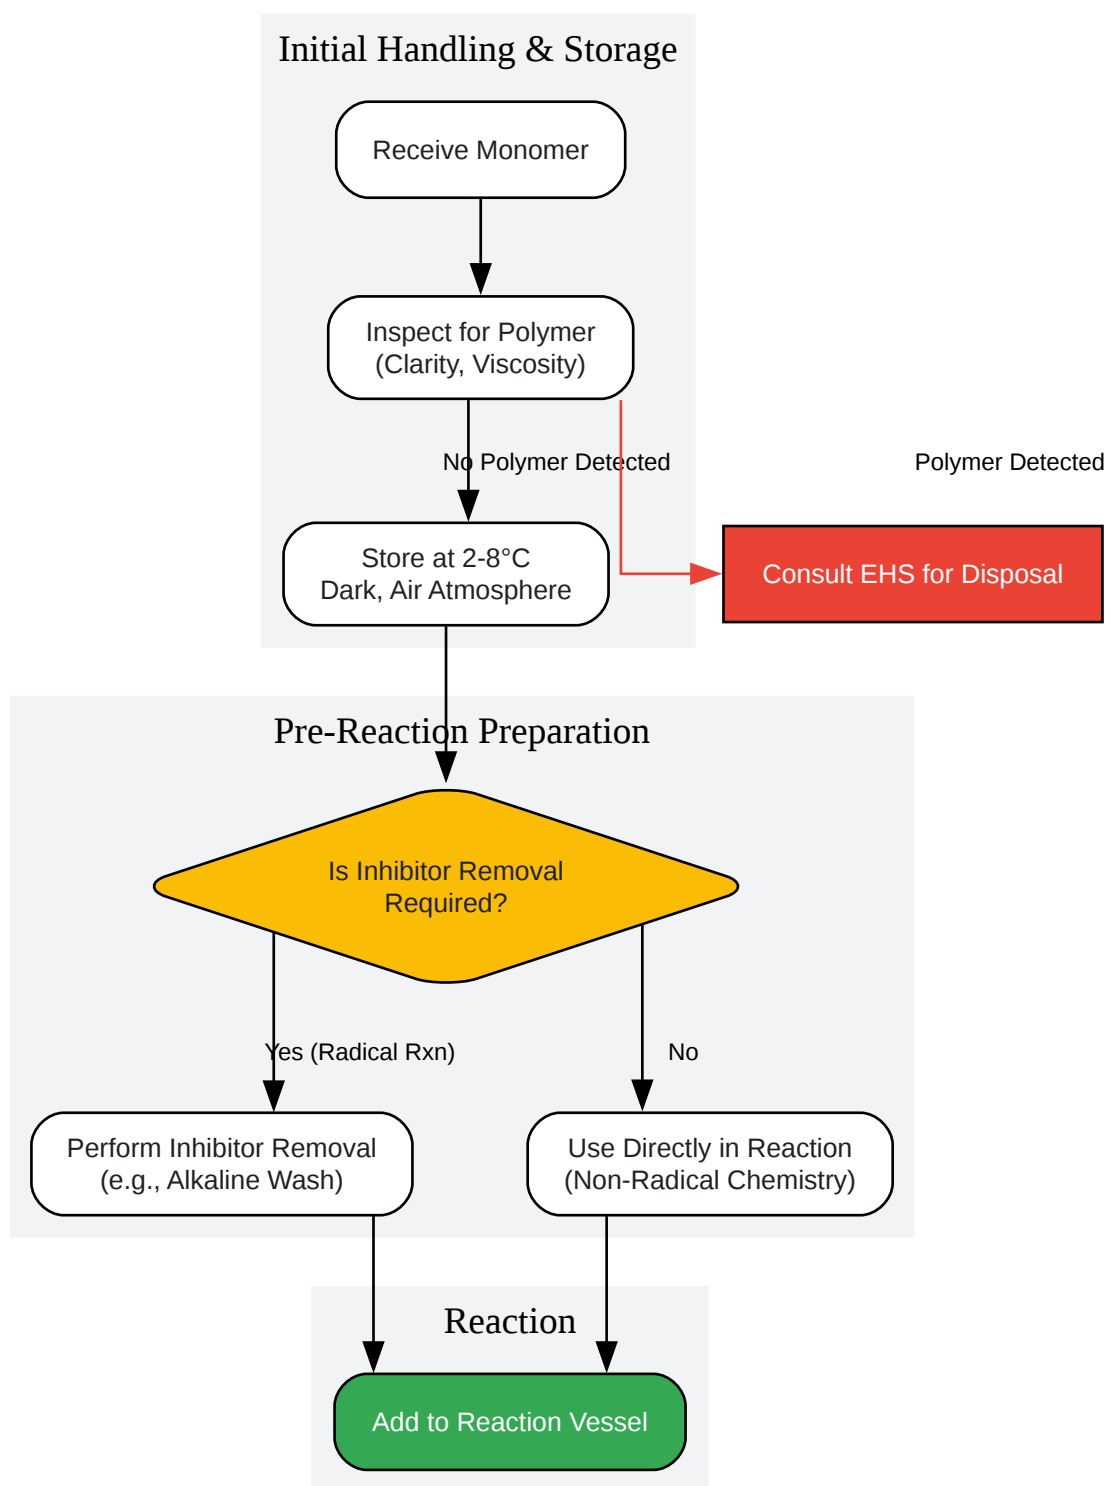 Initial Handling & Storage
Receive Monomer
Inspect for Polymer
(Clarity, Viscosity)
No Polymer Detected
Polymer Detected
Store at 2-8°C
Dark, Air Atmosphere
Consult EHS for Disposal
Pre-Reaction Preparation
Is Inhibitor Removal
Required?
Yes (Radical Rxn)
No
Perform Inhibitor Removal
(e.g., Alkaline Wash)
Use Directly in Reaction
(Non-Radical Chemistry)
Reaction
Add to Reaction Vessel